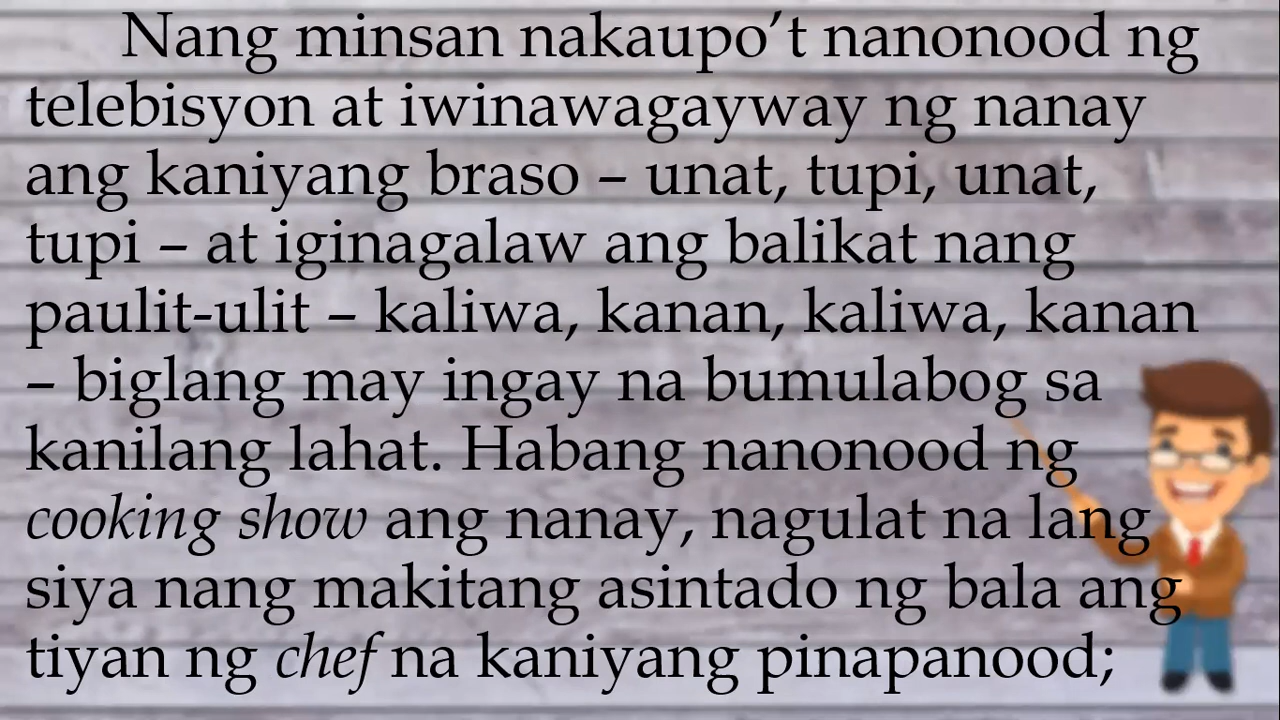 Nang minsan nakaupo’t nanonood ng
telebisyon at iwinawagayway ng nanay
ang kaniyang braso – unat, tupi, unat,
tupi – at iginagalaw ang balikat nang
paulit-ulit – kaliwa, kanan, kaliwa, kanan
– biglang may ingay na bumulabog sa
kanilang lahat. Habang nanonood ng
cooking show ang nanay, nagulat na lang
siya nang makitang asintado ng bala ang
tiyan ng chef na kaniyang pinapanood;